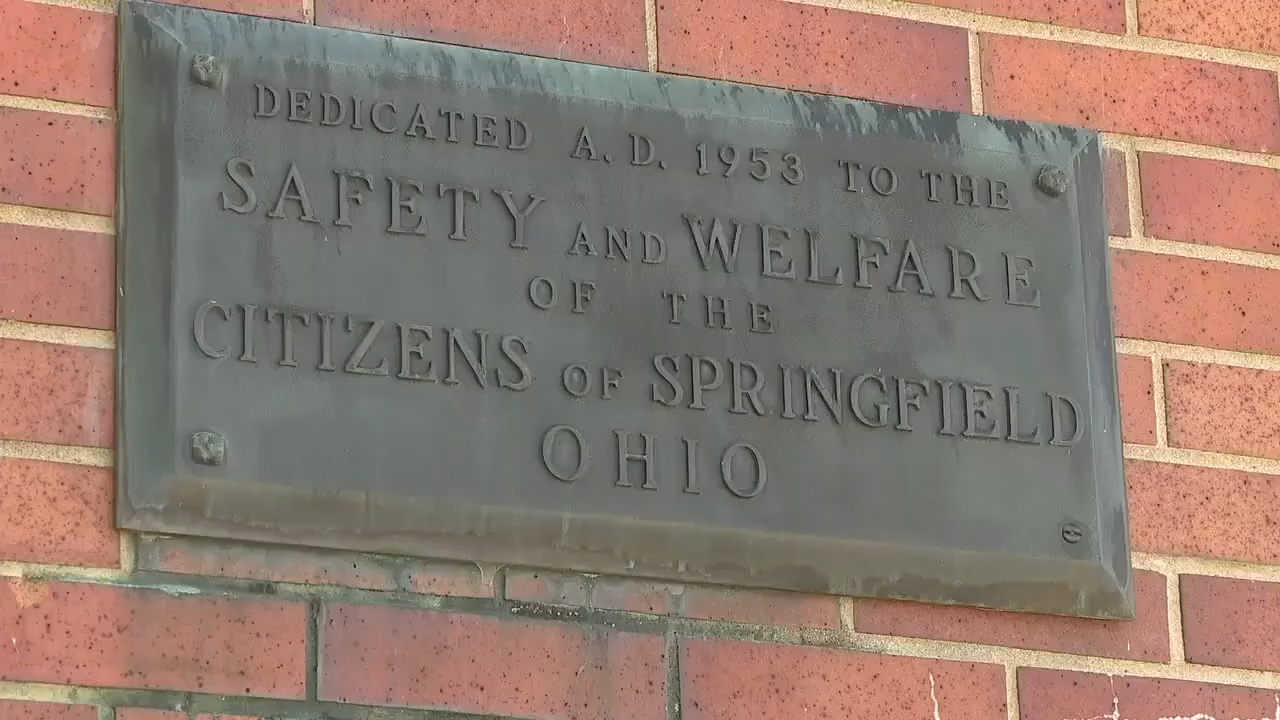 DEDICATED A.D. 1953 TO THE
SAFETY AND WELFARE
OF THE
CITIZENS OF SPRINGFIELD
OHIO